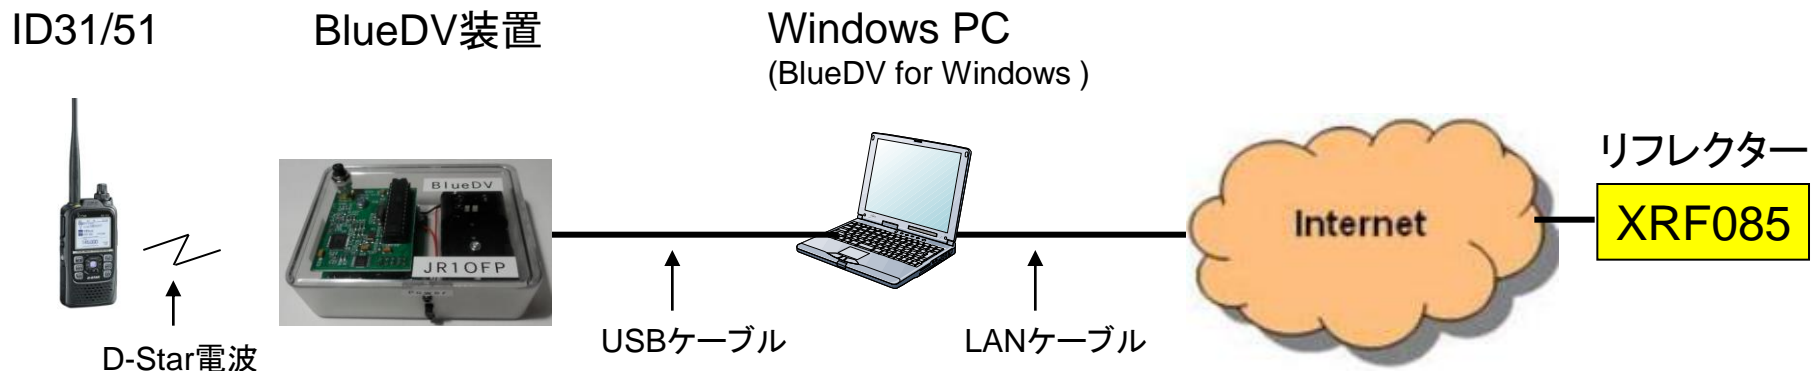 ID31/51
BlueDV装置
Windows PC
(BlueDV for Windows )
リフレクター
BlueDV
JR1OFP
Power
Internet
XRF085
USBケーブル
LANケーブル
D-Star電波